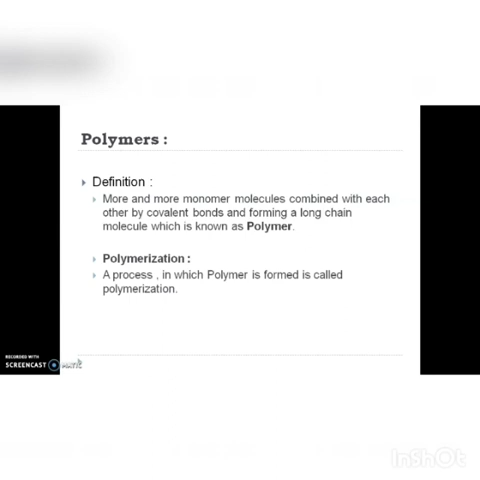 Polymers :
Definition :
More and more monomer molecules combined with each
other by covalent bonds and forming a long chain
molecule which is known as Polymer.
Polymerization :
A process , in which Polymer is formed is called
polymerization.
RECORDED WITH
SCREENCAST MATIC
InShOt